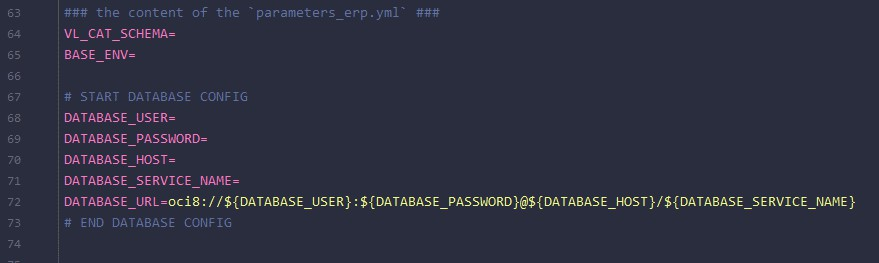 63 ### the content of the `parameters_erp.yml` ###
64 VL_CAT_SCHEMA=
65 BASE_ENV=
66
67 # START DATABASE CONFIG
68 DATABASE_USER=
69 DATABASE_PASSWORD=
70 DATABASE_HOST=
71 DATABASE_SERVICE_NAME=
72 DATABASE_URL=oci8://${DATABASE_USER}:${DATABASE_PASSWORD}@${DATABASE_HOST}/${DATABASE_SERVICE_NAME}
73 # END DATABASE CONFIG
74